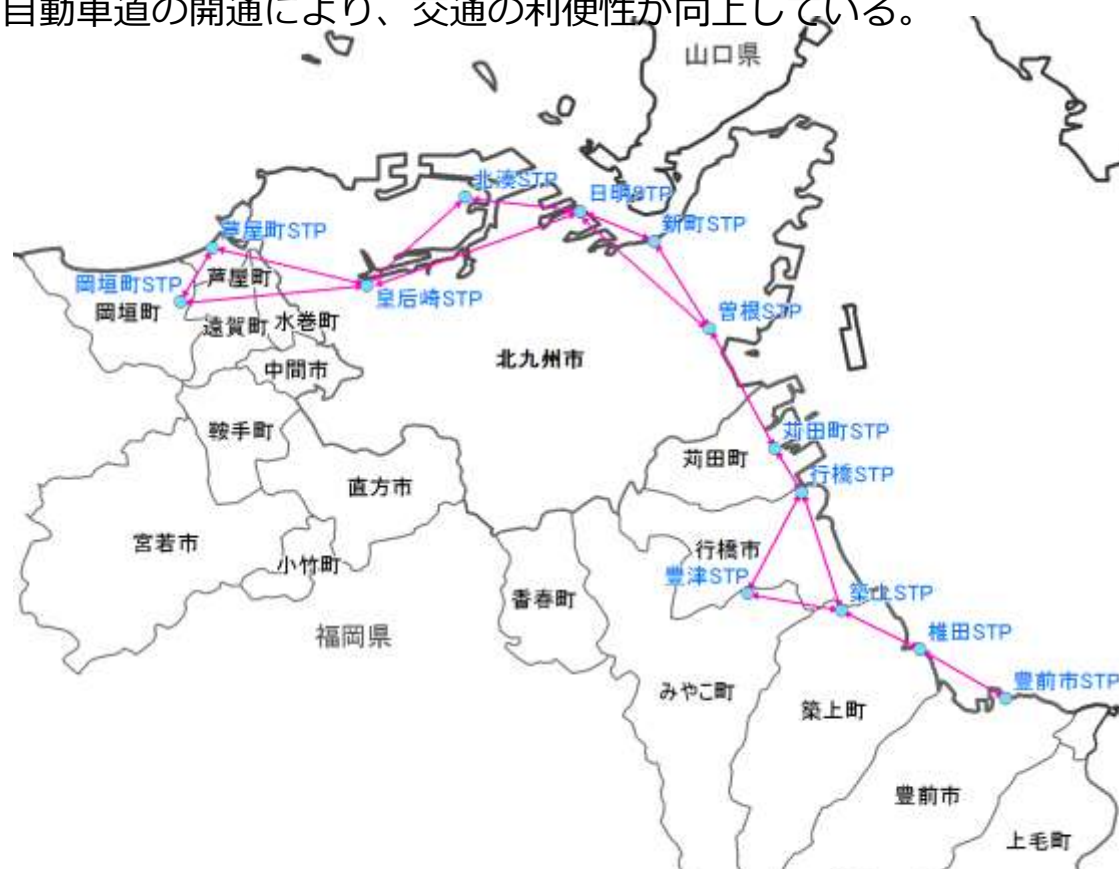 自動車道の開通により、交通の利便性が向上している。
山口県
北湊STP
日明STP
新町STP
芦屋町STP
岡垣町STP
芦屋町
皇后崎STP
岡垣町
遠賀町
水巻町
曽根STP
北九州市
中間市
鞍手町
苅田町STP
苅田町
行橋STP
直方市
宮若市
行橋市
小竹町
豊津STP
香春町
築上STP
福岡県
椎田STP
みやこ町
豊前市STP
築上町
豊前市
上毛町